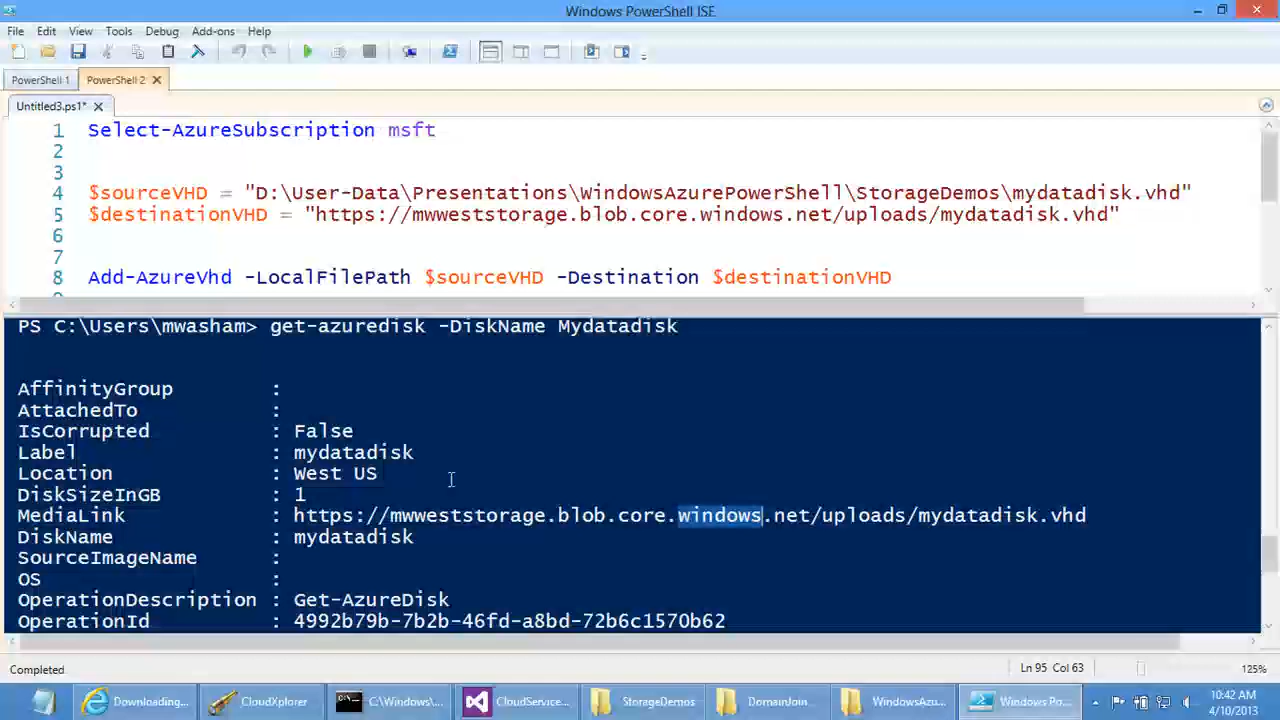 Windows PowerShell ISE
File Edit View Tools Debug Add-ons Help
PowerShell 1 PowerShell 2
Untitled3.ps1*
1 Select-AzureSubscription msft
2
3
4 $sourceVHD = "D:\User-Data\Presentations\WindowsAzurePowerShell\StorageDemos\mydatadisk.vhd"
5 $destinationVHD = "https://mwweststorage.blob.core.windows.net/uploads/mydatadisk.vhd"
6
7
8 Add-AzureVhd -LocalFilePath $sourceVHD -Destination $destinationVHD
PS C:\Users\mwasham> get-azuredisk -DiskName Mydatadisk
AffinityGroup :
AttachedTo :
IsCorrupted : False
Label : mydatadisk
Location : West US
DiskSizeInGB : 1
MediaLink : https://mwweststorage.blob.core.windows.net/uploads/mydatadisk.vhd
DiskName : mydatadisk
SourceImageName :
OS :
OperationDescription : Get-AzureDisk
OperationId : 4992b79b-7b2b-46fd-a8bd-72b6c1570b62
Completed Ln 95 Col 63 125%
Downloading... CloudXplorer C:\Windows\... CloudService... StorageDemos DomainJoin... WindowsAzu... Windows Po... 10:42 AM
4/10/2013